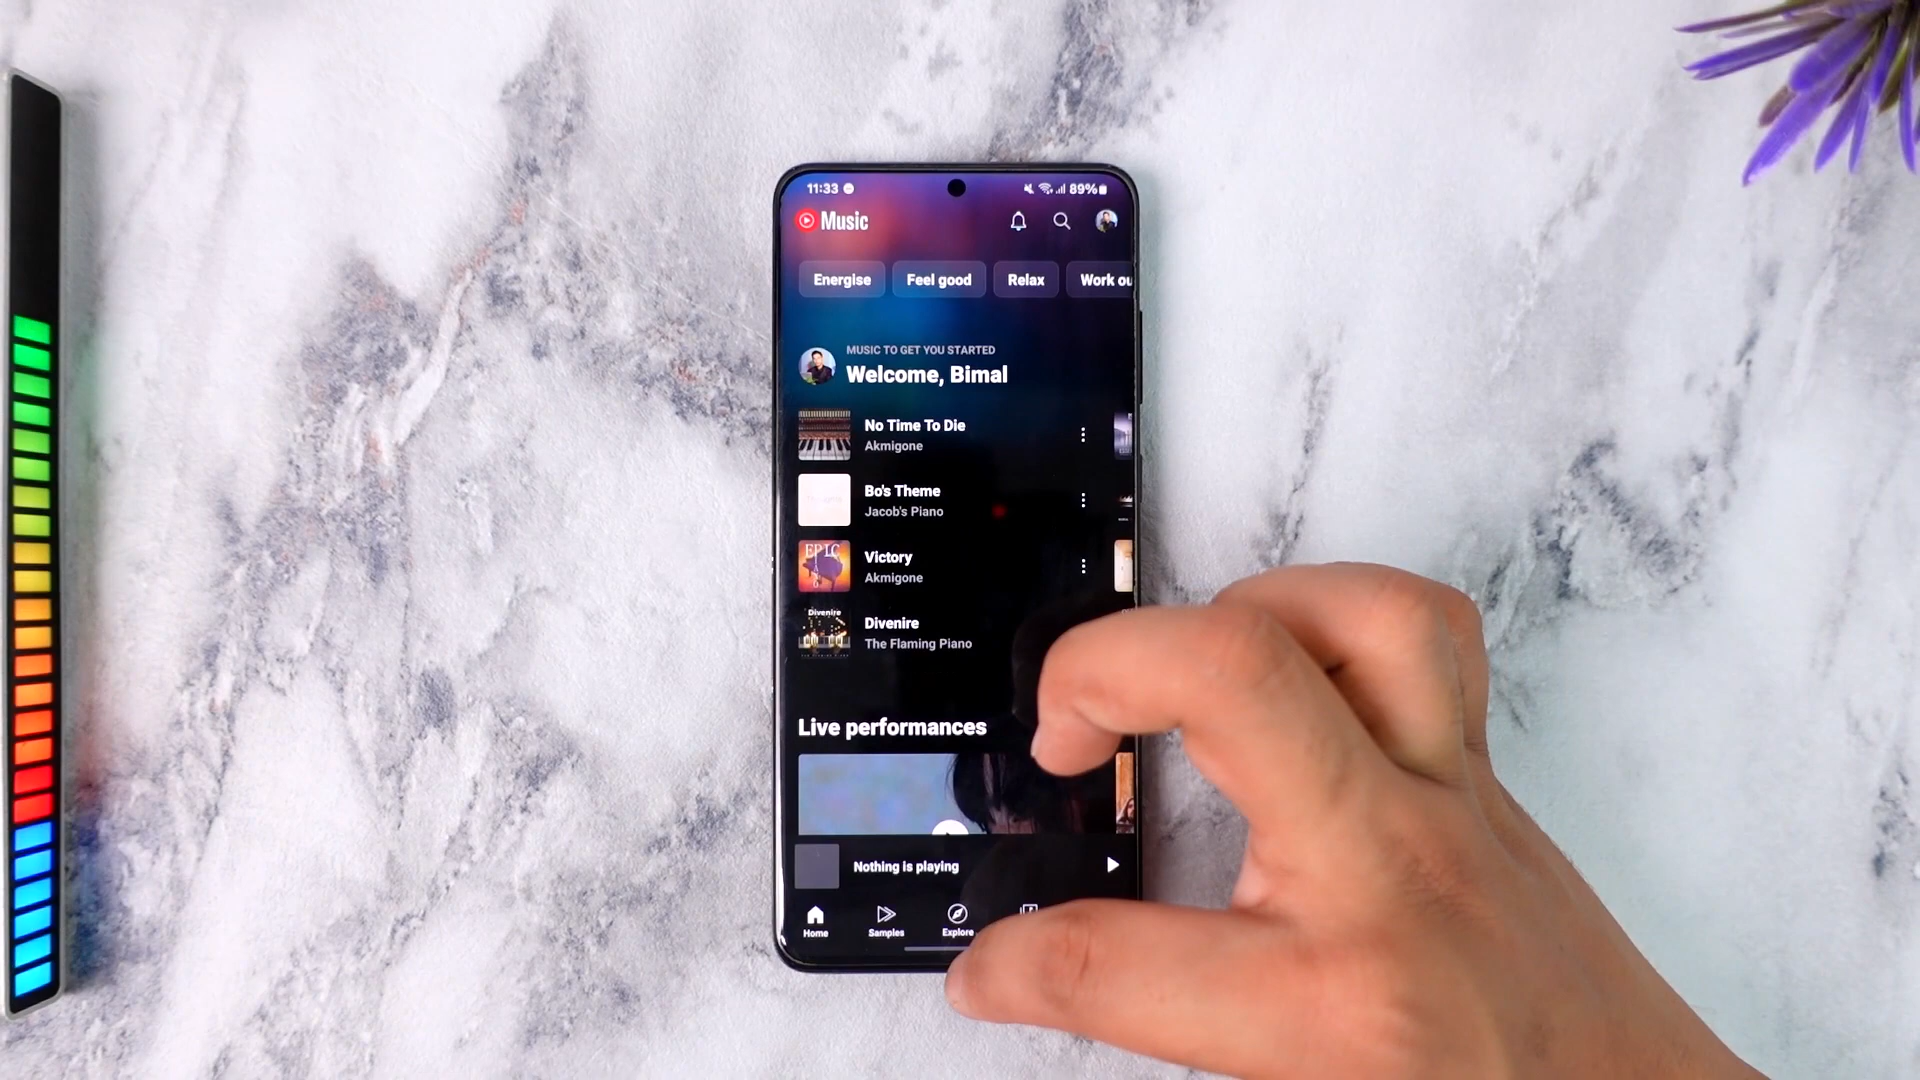 11:33
89%
Music
Energise
Feel good
Relax
Work ou
MUSIC TO GET YOU STARTED
Welcome, Bimal
No Time To Die
Akmigone
Bo's Theme
Jacob's Piano
EPIC
Victory
Akmigone
Divenire
Divenire
The Flaming Piano
Live performances
Nothing is playing
Home
Samples
Explore